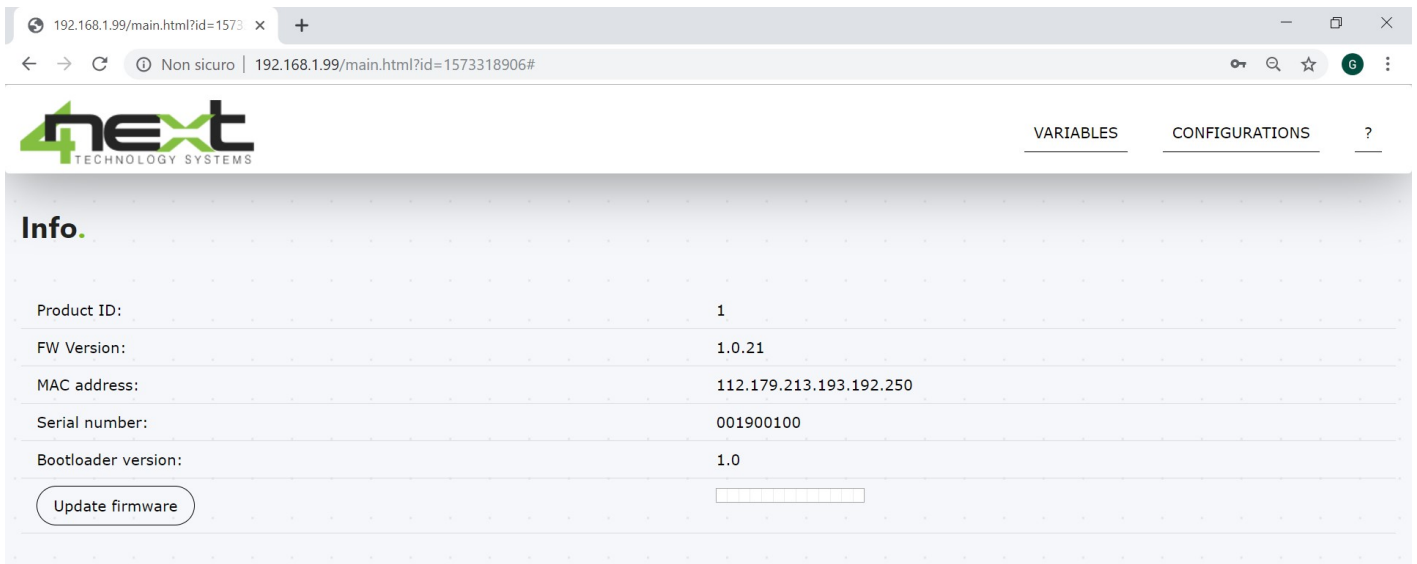 192.168.1.99/main.html?id=1573
Non sicuro | 192.168.1.99/main.html?id=1573318906#
G
4next
TECHNOLOGY SYSTEMS
VARIABLES CONFIGURATIONS ?
Info.
Product ID: 1
FW Version: 1.0.21
MAC address: 112.179.213.193.192.250
Serial number: 001900100
Bootloader version: 1.0
Update firmware